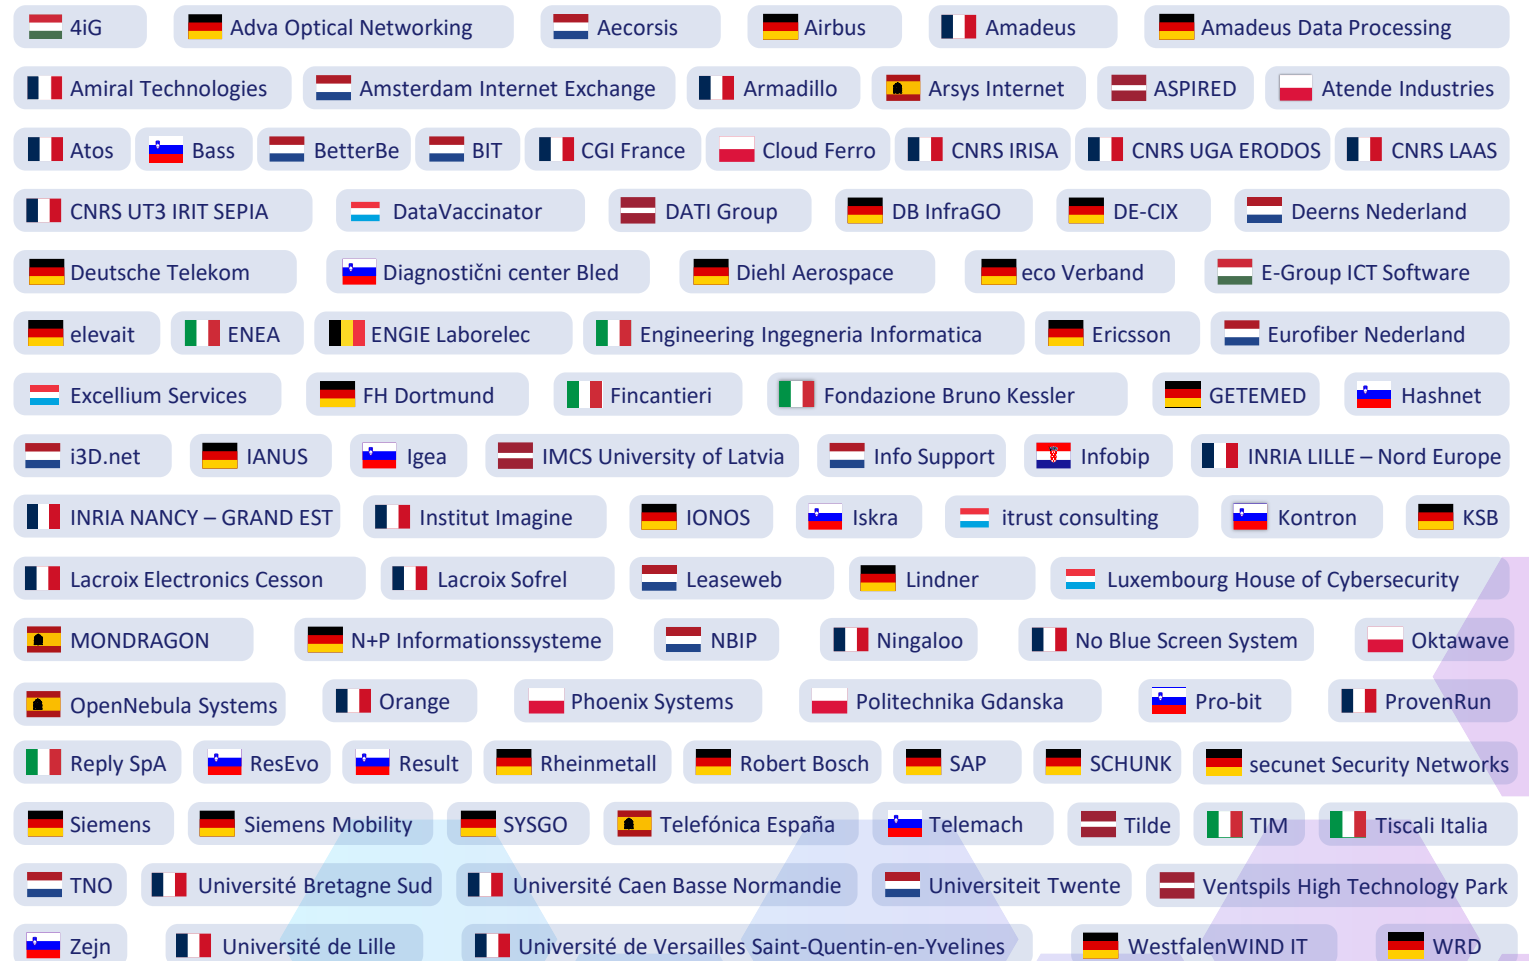 4iG Adva Optical Networking Aecorsis Airbus Amadeus Amadeus Data Processing
Amiral Technologies Amsterdam Internet Exchange Armadillo Arsys Internet ASPIRED Atende Industries
Atos Bass BetterBe BIT CGI France Cloud Ferro CNRS IRISA CNRS UGA ERODOS CNRS LAAS
CNRS UT3 IRIT SEPIA DataVaccinator DATI Group DB InfraGO DE-CIX Deerns Nederland
Deutsche Telekom Diagnostični center Bled Diehl Aerospace eco Verband E-Group ICT Software
elevait ENEA ENGIE Laborelec Engineering Ingegneria Informatica Ericsson Eurofiber Nederland
Excellium Services FH Dortmund Fincantieri Fondazione Bruno Kessler GETEMED Hashnet
i3D.net IANUS Igea IMCS University of Latvia Info Support Infobip INRIA LILLE – Nord Europe
INRIA NANCY – GRAND EST Institut Imagine IONOS Iskra itrust consulting Kontron KSB
Lacroix Electronics Cesson Lacroix Sofrel Leaseweb Lindner Luxembourg House of Cybersecurity
MONDRAGON N+P Informationssysteme NBIP Ningaloo No Blue Screen System Oktawave
OpenNebula Systems Orange Phoenix Systems Politechnika Gdanska Pro-bit ProvenRun
Reply SpA ResEvo Result Rheinmetall Robert Bosch SAP SCHUNK secunet Security Networks
Siemens Siemens Mobility SYSGO Telefónica España Telemach Tilde TIM Tiscali Italia
TNO Université Bretagne Sud Université Caen Basse Normandie Universiteit Twente Ventspils High Technology Park
Zejn Université de Lille Université de Versailles Saint-Quentin-en-Yvelines WestfalenWIND IT WRD